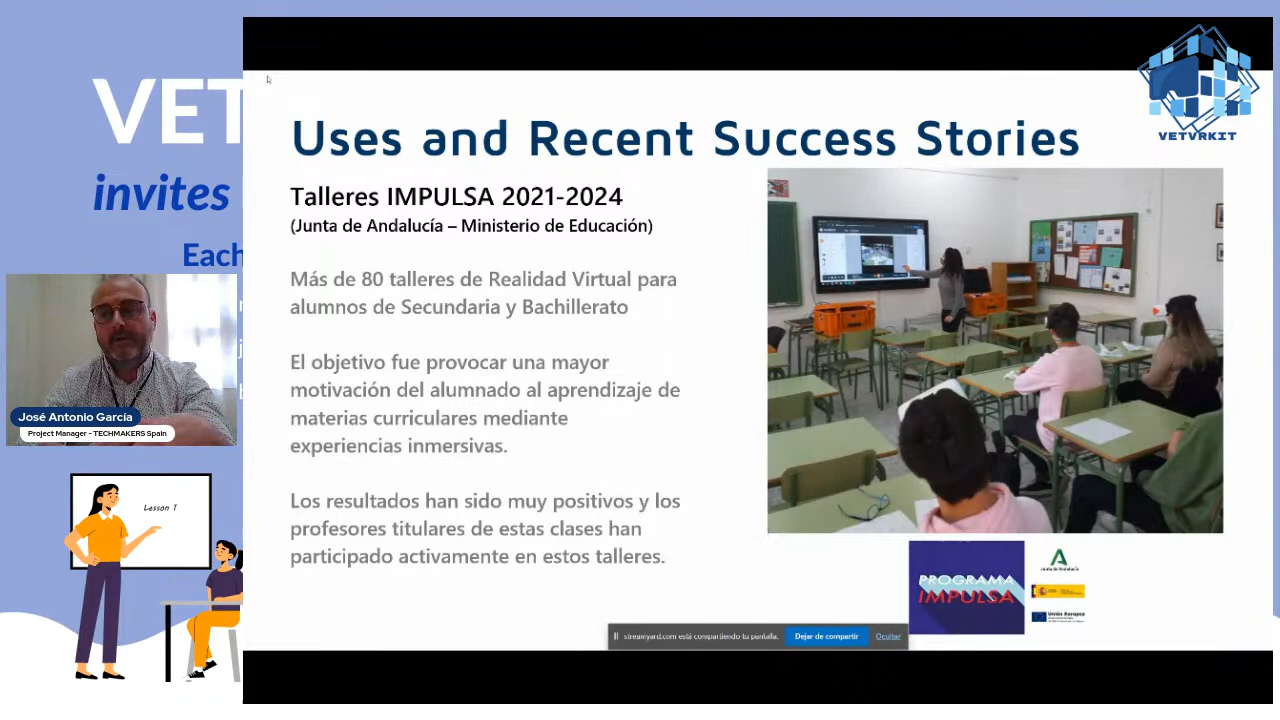 VET
invites
Each
VETVRKIT
Uses and Recent Success Stories
Talleres IMPULSA 2021-2024
(Junta de Andalucía – Ministerio de Educación)
Más de 80 talleres de Realidad Virtual para
alumnos de Secundaria y Bachillerato
El objetivo fue provocar una mayor
motivación del alumnado al aprendizaje de
materias curriculares mediante
experiencias inmersivas.
Los resultados han sido muy positivos y los
profesores titulares de estas clases han
participado activamente en estos talleres.
José Antonio García
Project Manager - TECHMAKERS Spain
Lesson 1
PROGRAMA
IMPULSA
Junta de Andalucía
Unión Europea
streamyard.com está compartiendo tu pantalla.
Dejar de compartir
Ocultar